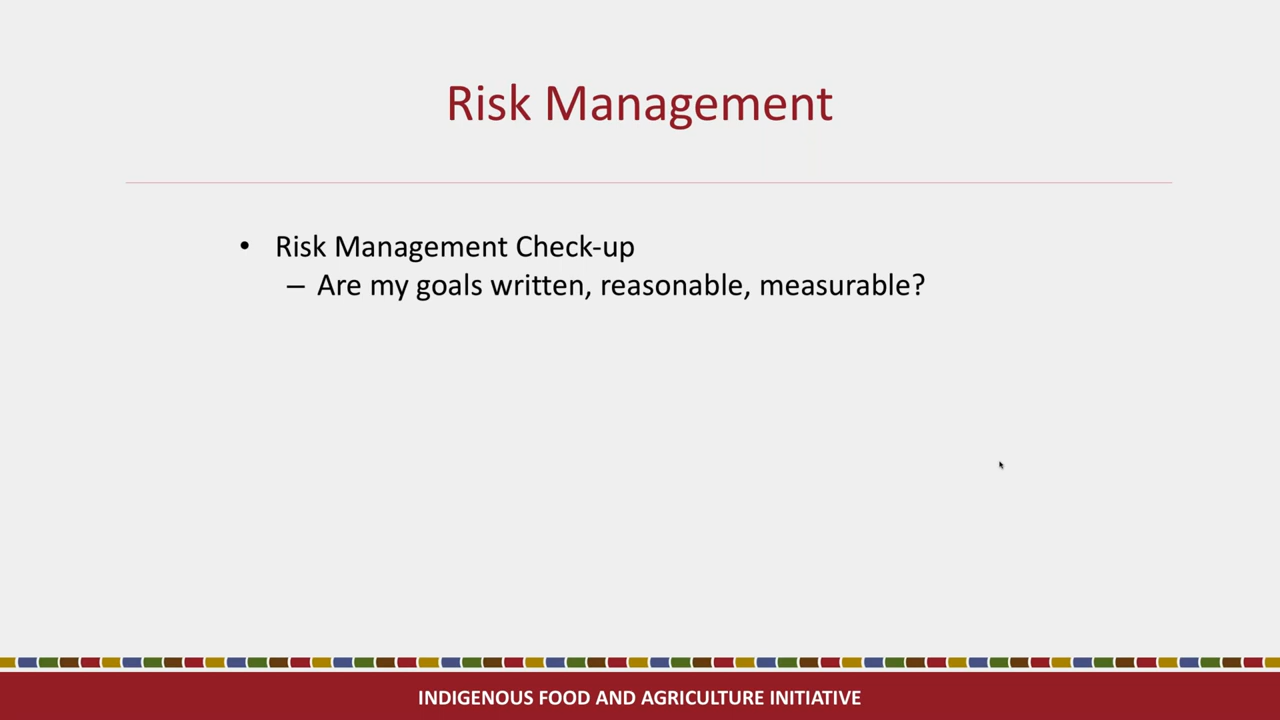 Risk Management
• Risk Management Check-up
– Are my goals written, reasonable, measurable?
INDIGENOUS FOOD AND AGRICULTURE INITIATIVE